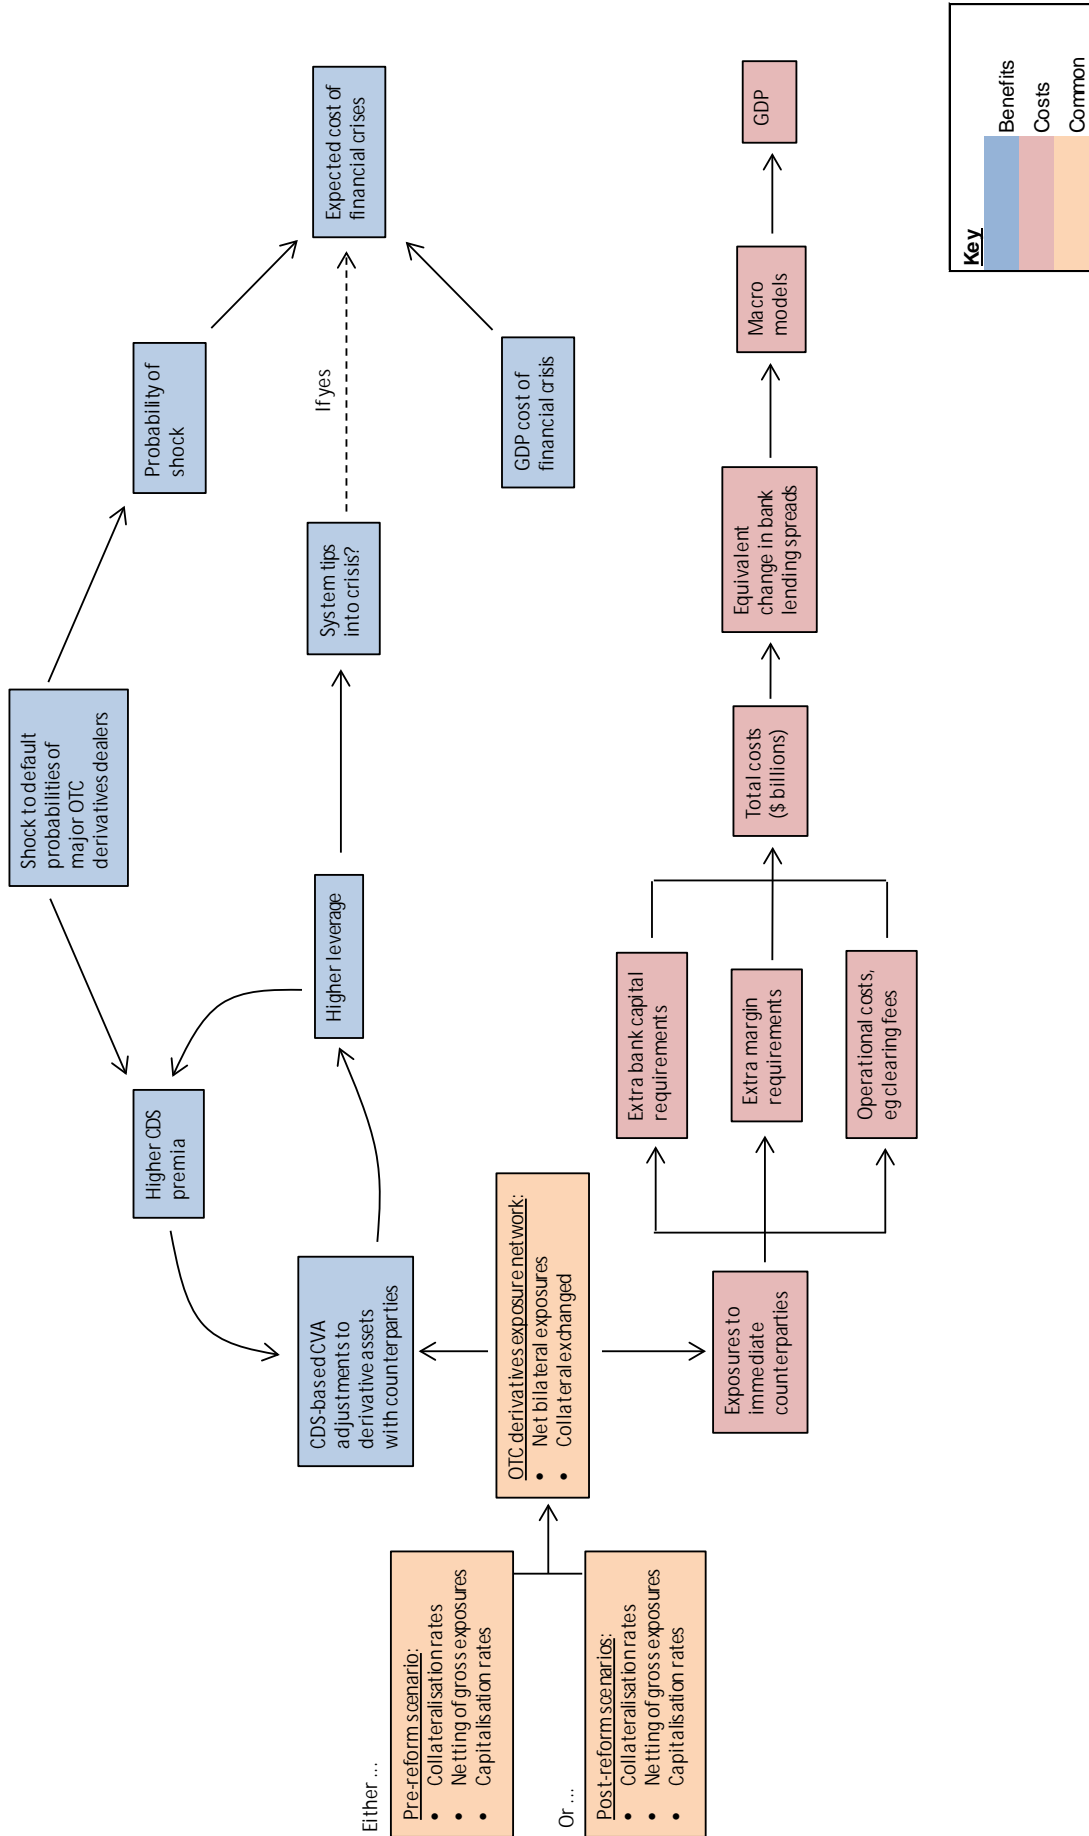 Either ...
Pre-reform scenario:
• Collateralisation rates
• Netting of gross exposures
• Capitalisation rates
Or ...
Post-reform scenarios:
• Collateralisation rates
• Netting of gross exposures
• Capitalisation rates
OTC derivatives exposure network:
• Net bilateral exposures
• Collateral exchanged
CDS-based CVA
adjustments to
derivative assets
with counterparties
Higher CDS
premia
Shock to default
probabilities of
major OTC
derivatives dealers
Higher leverage
Probability of
shock
System tips
into crisis?
If yes
GDP cost of
financial crisis
Expected cost of
financial crises
Exposures to
immediate
counterparties
Extra bank capital
requirements
Extra margin
requirements
Operational costs,
eg clearing fees
Total costs
($ billions)
Equivalent
change in bank
lending spreads
Macro
models
GDP
Key
Benefits
Costs
Common